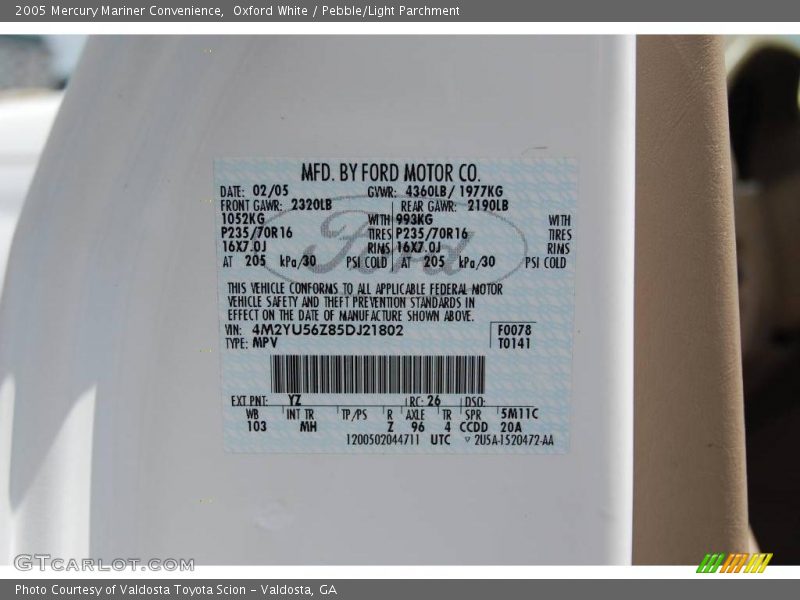 2005 Mercury Mariner Convenience, Oxford White / Pebble/Light Parchment
MFD. BY FORD MOTOR CO.
DATE: 02/05 GVWR: 4360LB/ 1977KG
FRONT GAWR: 2320LB REAR GAWR: 2190LB
1052KG WITH 993KG WITH
P235/70R16 TIRES P235/70R16 TIRES
16X7.0J RIMS 16X7.0J RIMS
AT 205 kPa/30 PSI COLD AT 205 kPa/30 PSI COLD
Ford
THIS VEHICLE CONFORMS TO ALL APPLICABLE FEDERAL MOTOR
VEHICLE SAFETY AND THEFT PREVENTION STANDARDS IN
EFFECT ON THE DATE OF MANUFACTURE SHOWN ABOVE.
VIN: 4M2YU56Z85DJ21802 F0078
TYPE: MPV T0141
EXT PNT: YZ RC: 26 DSO:
WB INT TR TP/PS R AXLE TR SPR 5M11C
103 MH Z 96 4 CCDD 20A
1200502044711 UTC ▽ 2U5A-1520472-AA
GTCARLOT.COM
Photo Courtesy of Valdosta Toyota Scion - Valdosta, GA